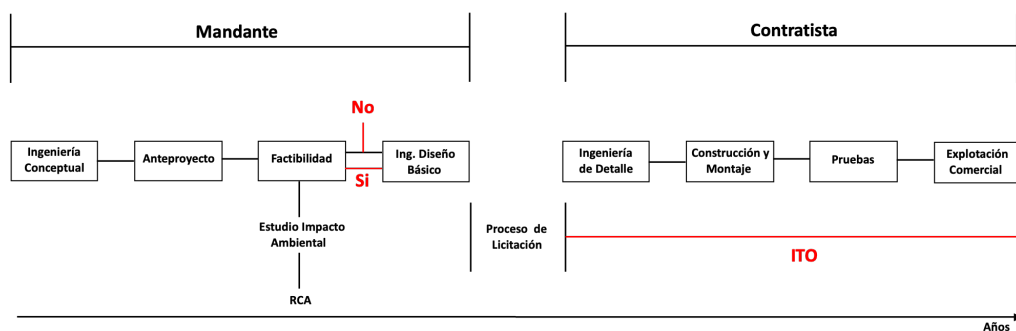 Mandante
Contratista
No
Ingeniería
Conceptual
Anteproyecto
Factibilidad
Ing. Diseño
Básico
Si
Ingeniería
de Detalle
Construcción y
Montaje
Pruebas
Explotación
Comercial
Estudio Impacto
Ambiental
Proceso de
Licitación
ITO
RCA
Años